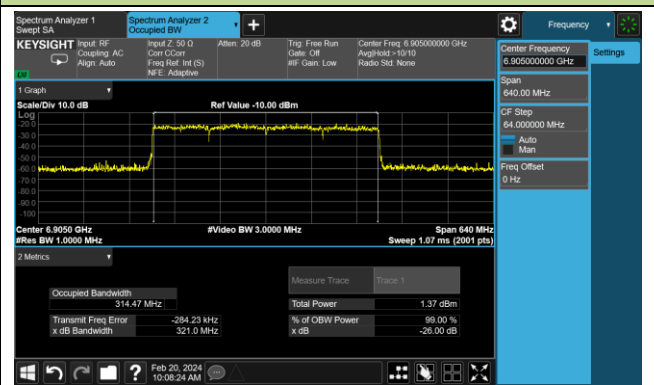 Spectrum Analyzer 1
Swept SA
Spectrum Analyzer 2
Occupied BW
Frequency
KEYSIGHT
Input: RF
Coupling: AC
Align: Auto
Input Z: 50 Ω
Corr CCorr
Freq Ref: Int (S)
NFE: Adaptive
Atten: 20 dB
Trig: Free Run
Gate: Off
#IF Gain: Low
Center Freq: 6.905000000 GHz
Avg|Hold:>10/10
Radio Std: None
Center Frequency
6.905000000 GHz
Settings
Span
640.00 MHz
CF Step
64.000000 MHz
Auto
Man
Freq Offset
0 Hz
1 Graph
Scale/Div 10.0 dB
Ref Value -10.00 dBm
Log
-20.0
-30.0
-40.0
-50.0
-60.0
-70.0
-80.0
-90.0
-100
Center 6.9050 GHz
#Video BW 3.0000 MHz
Span 640 MHz
#Res BW 1.0000 MHz
Sweep 1.07 ms (2001 pts)
2 Metrics
Measure Trace
Trace 1
Occupied Bandwidth
314.47 MHz
Total Power
1.37 dBm
Transmit Freq Error
-284.23 kHz
% of OBW Power
99.00 %
x dB Bandwidth
321.0 MHz
x dB
-26.00 dB
Feb 20, 2024
10:08:24 AM